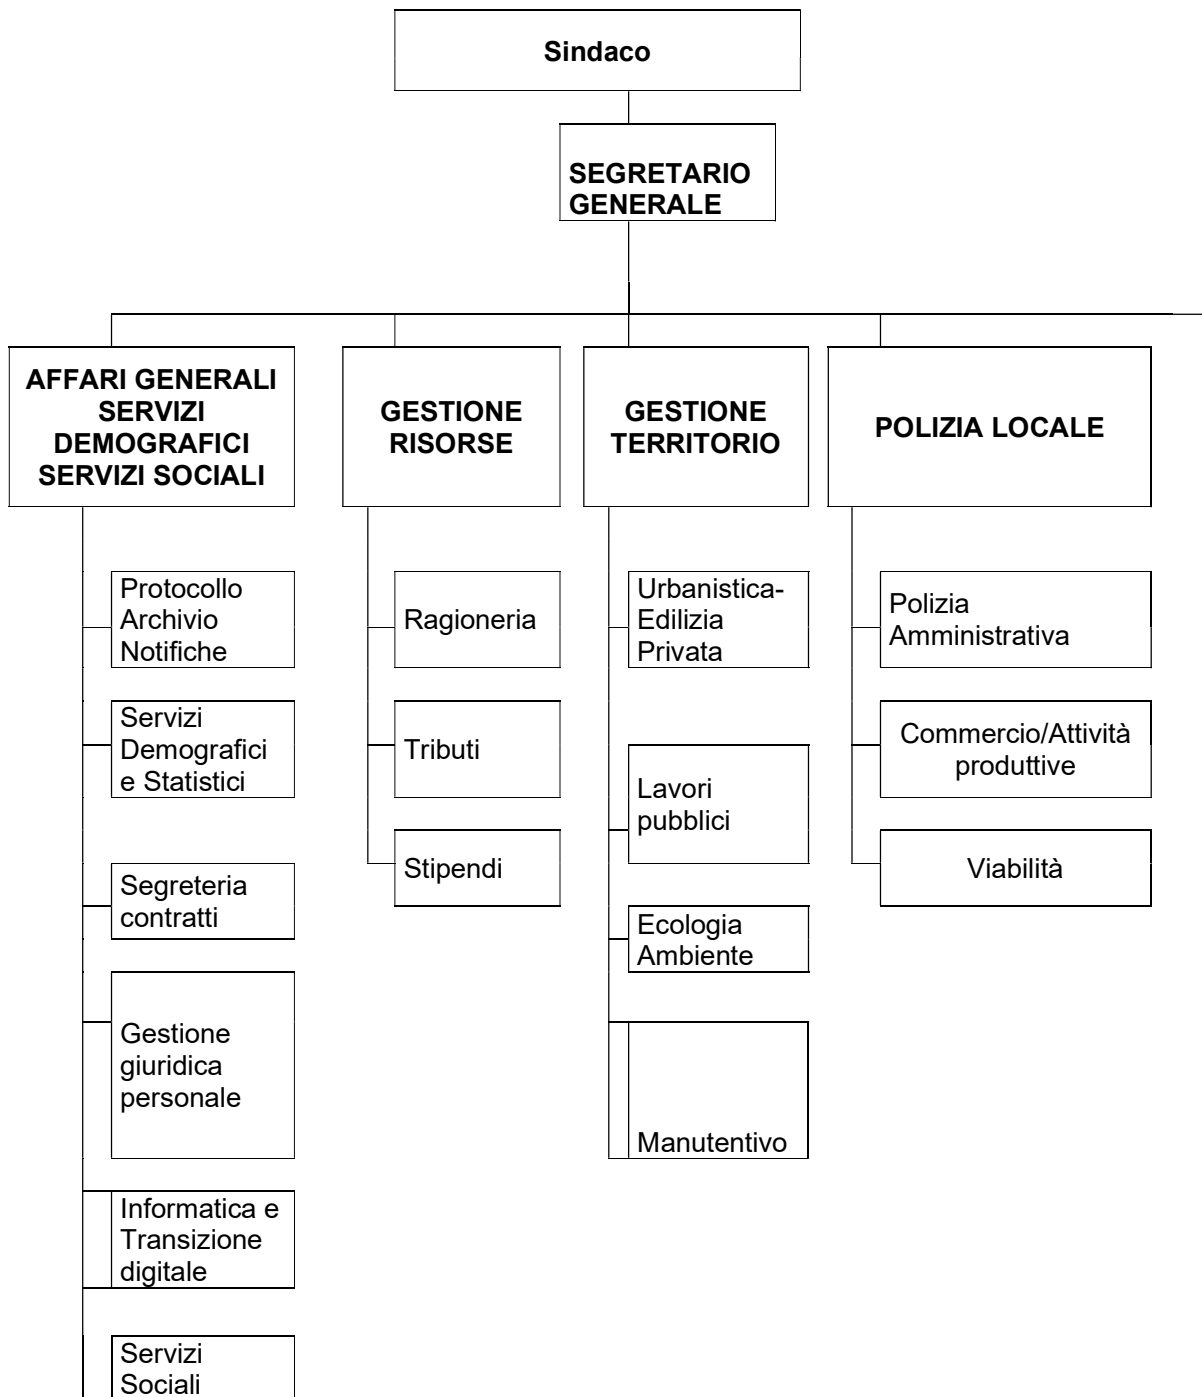 Sindaco
SEGRETARIO
GENERALE
AFFARI GENERALI
SERVIZI
DEMOGRAFICI
SERVIZI SOCIALI
GESTIONE
RISORSE
GESTIONE
TERRITORIO
POLIZIA LOCALE
Protocollo
Archivio
Notifiche
Servizi
Demografici
e Statistici
Segreteria
contratti
Gestione
giuridica
personale
Informatica e
Transizione
digitale
Servizi
Sociali
Ragioneria
Tributi
Stipendi
Urbanistica-
Edilizia
Privata
Lavori
pubblici
Ecologia
Ambiente
Manutentivo
Polizia
Amministrativa
Commercio/Attività
produttive
Viabilità